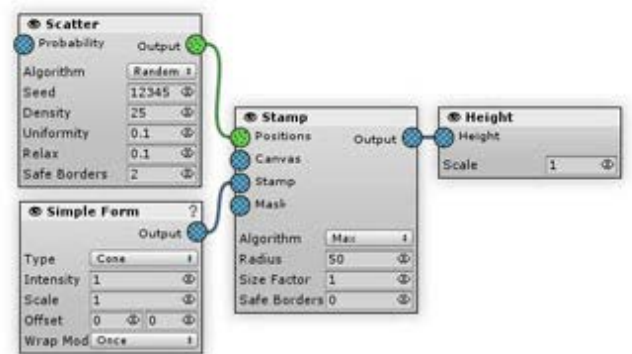 Scatter
Probability
Output
Algorithm Random
Seed 12345
Density 25
Uniformity 0.1
Relax 0.1
Safe Borders 2
Simple Form ?
Output
Type Cone
Intensity 1
Scale 1
Offset 0 0
Wrap Mod Once
Stamp
Positions Output
Canvas
Stamp
Mask
Algorithm Max
Radius 50
Size Factor 1
Safe Borders 0
Height
Height
Scale 1